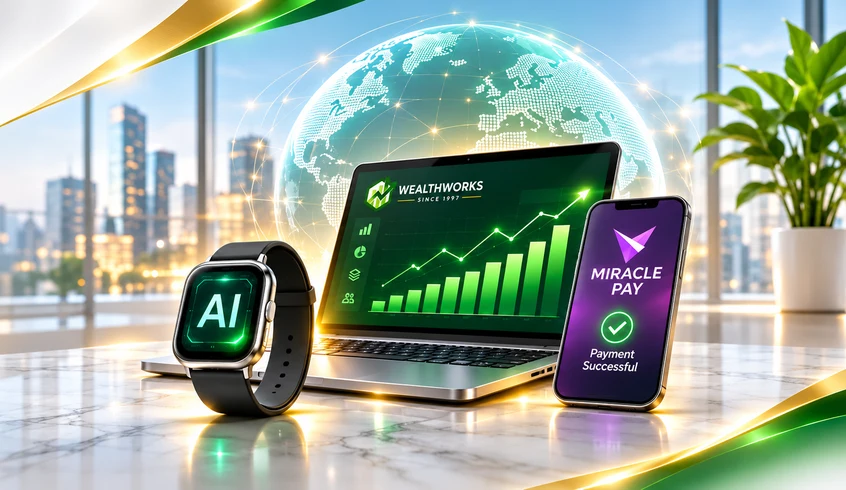 AI
WEALTHWORKS
SINCE 1997
MIRACLE
PAY
Payment
Successful